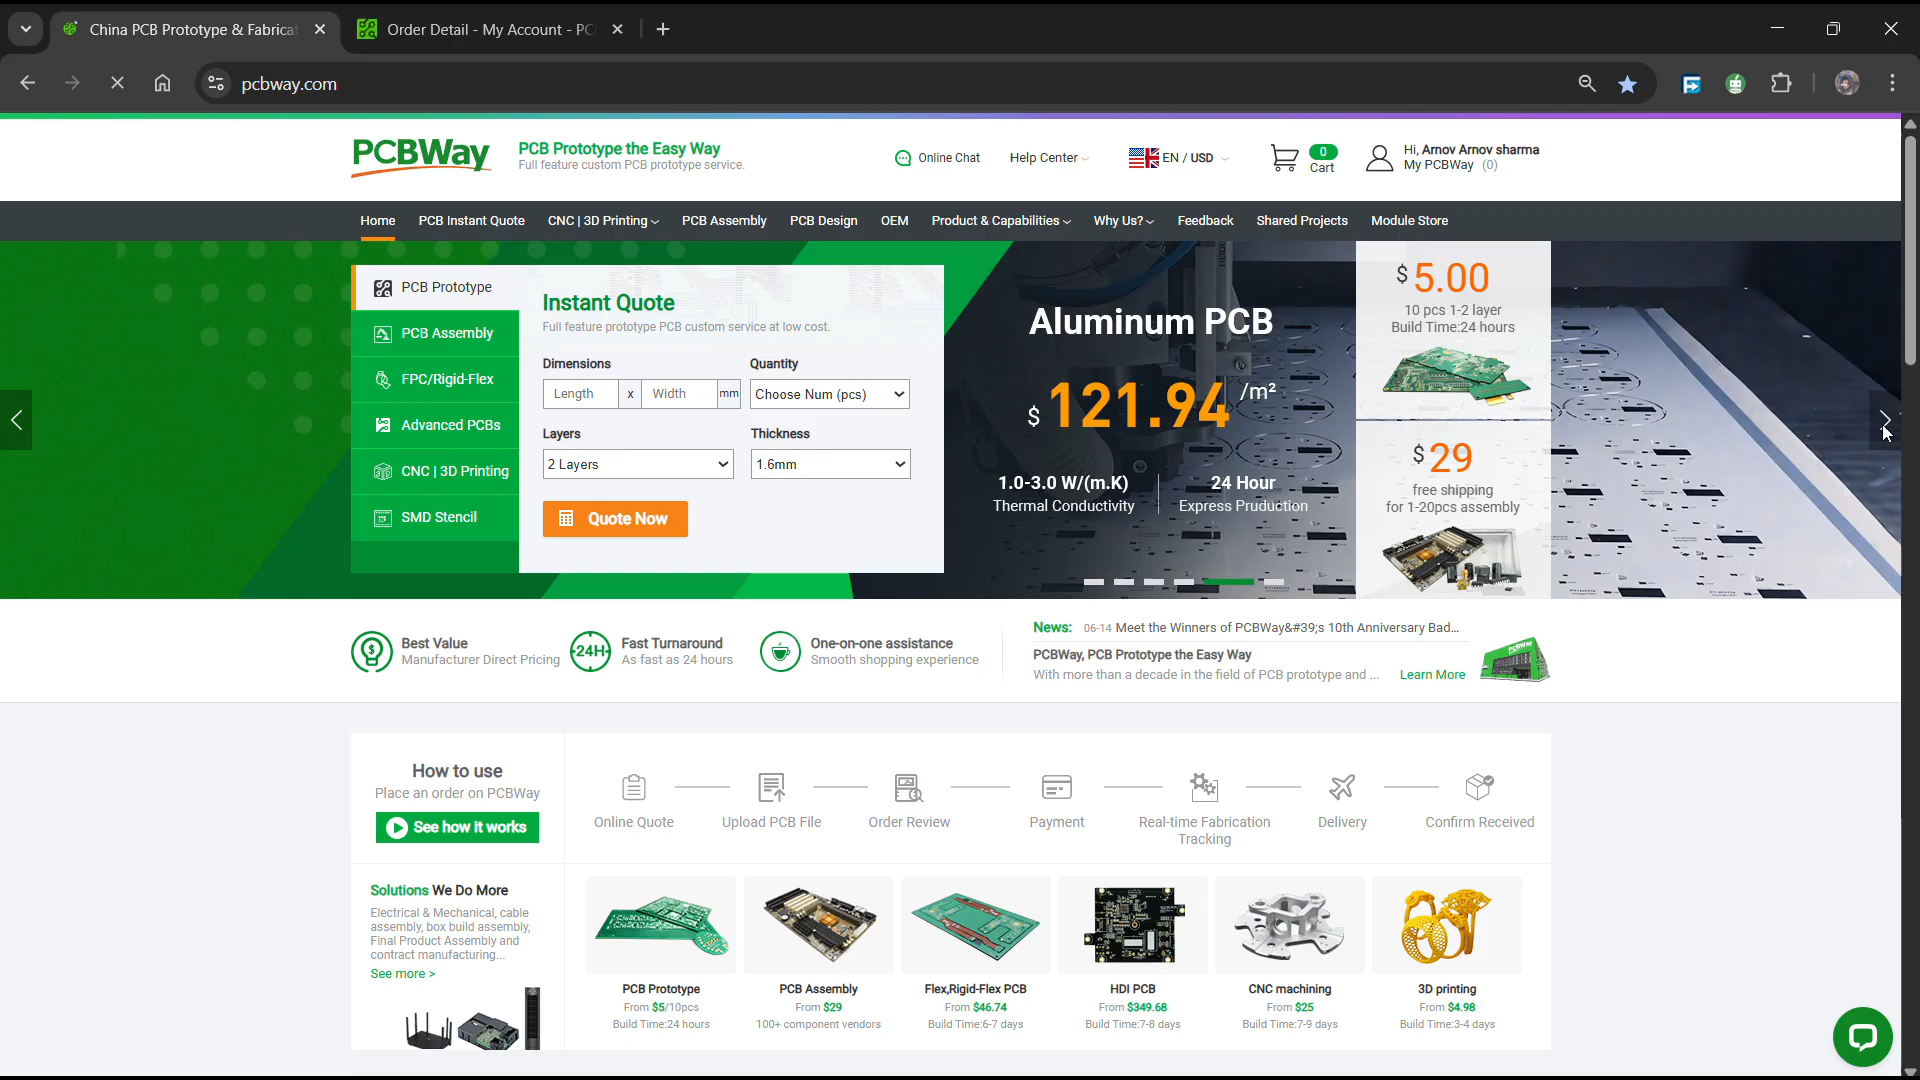 China PCB Prototype & Fabricat
Order Detail - My Account - PC
pcbway.com
PCBWay
PCB Prototype the Easy Way
Full feature custom PCB prototype service.
Online Chat
Help Center
EN / USD
0
Cart
Hi, Arnov Arnov sharma
My PCBWay (0)
Home
PCB Instant Quote
CNC | 3D Printing
PCB Assembly
PCB Design
OEM
Product & Capabilities
Why Us?
Feedback
Shared Projects
Module Store
PCB Prototype
PCB Assembly
FPC/Rigid-Flex
Advanced PCBs
CNC | 3D Printing
SMD Stencil
Instant Quote
Full feature prototype PCB custom service at low cost.
Dimensions
Quantity
Length x Width mm
Choose Num (pcs)
Layers
Thickness
2 Layers
1.6mm
Quote Now
Aluminum PCB
$ 121.94 /m²
1.0-3.0 W/(m.K)
Thermal Conductivity
24 Hour
Express Pruduction
$ 5.00
10 pcs 1-2 layer
Build Time:24 hours
$ 29
free shipping
for 1-20pcs assembly
Best Value
Manufacturer Direct Pricing
24H
Fast Turnaround
As fast as 24 hours
One-on-one assistance
Smooth shopping experience
News: 06-14 Meet the Winners of PCBWay&#39;s 10th Anniversary Bad...
PCBWay, PCB Prototype the Easy Way
With more than a decade in the field of PCB prototype and ... Learn More
How to use
Place an order on PCBWay
See how it works
Online Quote
Upload PCB File
Order Review
Payment
Real-time Fabrication
Tracking
Delivery
Confirm Received
Solutions We Do More
Electrical & Mechanical, cable
assembly, box build assembly,
Final Product Assembly and
contract manufacturing...
See more >
PCB Prototype
From $5/10pcs
Build Time:24 hours
PCB Assembly
From $29
100+ component vendors
Flex,Rigid-Flex PCB
From $46.74
Build Time:6-7 days
HDI PCB
From $349.68
Build Time:7-8 days
CNC machining
From $25
Build Time:7-9 days
3D printing
From $4.98
Build Time:3-4 days